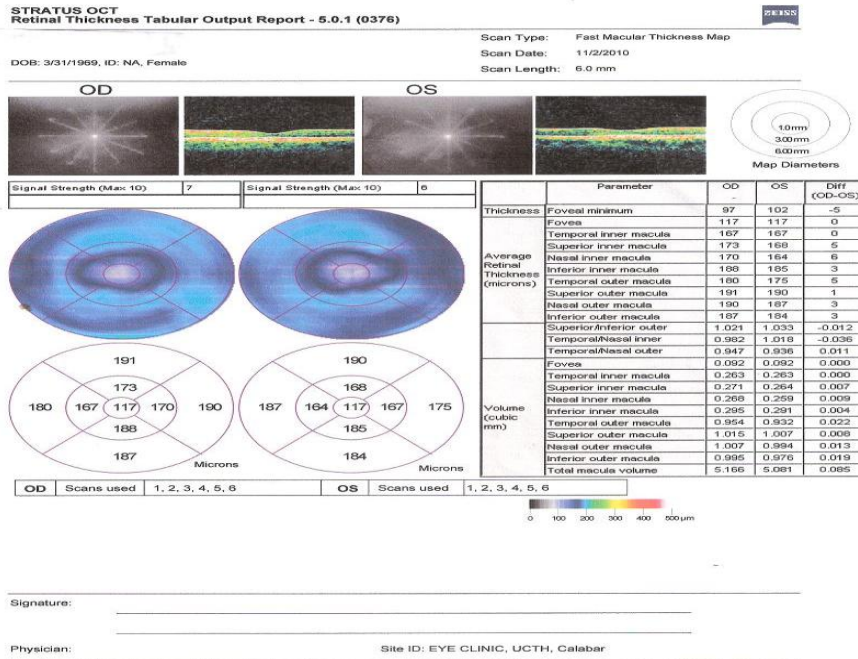 STRATUS OCT
Retinal Thickness Tabular Output Report - 5.0.1 (0376)
ZEISS
DOB: 3/31/1969, ID: NA, Female
Scan Type: Fast Macular Thickness Map
Scan Date: 11/2/2010
Scan Length: 6.0 mm
OD OS
1.0mm
3.00mm
6.00mm
Map Diameters
Signal Strength (Max 10) 7 Signal Strength (Max 10) 6
Parameter OD OS Diff (OD-OS)
Thickness Foveal minimum 97 102 -5
Average Retinal Thickness (microns)
Fovea 117 117 0
Temporal inner macula 167 167 0
Superior inner macula 173 168 5
Nasal inner macula 170 164 6
Inferior inner macula 188 185 3
Temporal outer macula 180 175 5
Superior outer macula 191 190 1
Nasal outer macula 190 187 3
Inferior outer macula 187 184 3
Superior/Inferior outer 1.021 1.033 -0.012
Temporal/Nasal inner 0.982 1.018 -0.036
Temporal/Nasal outer 0.947 0.936 0.011
Volume (cubic mm)
Fovea 0.092 0.092 0.000
Temporal inner macula 0.263 0.263 0.000
Superior inner macula 0.271 0.264 0.007
Nasal inner macula 0.268 0.259 0.009
Inferior inner macula 0.295 0.291 0.004
Temporal outer macula 0.954 0.932 0.022
Superior outer macula 1.015 1.007 0.008
Nasal outer macula 1.007 0.994 0.013
Inferior outer macula 0.995 0.976 0.019
Total macula volume 5.166 5.081 0.085
191 190
173 168
180 167 117 170 190 187 164 117 167 175
188 185
187 184
Microns Microns
OD Scans used 1, 2, 3, 4, 5, 6 OS Scans used 1, 2, 3, 4, 5, 6
0 100 200 300 400 500 µm
Signature:
Physician: Site ID: EYE CLINIC, UCTH, Calabar